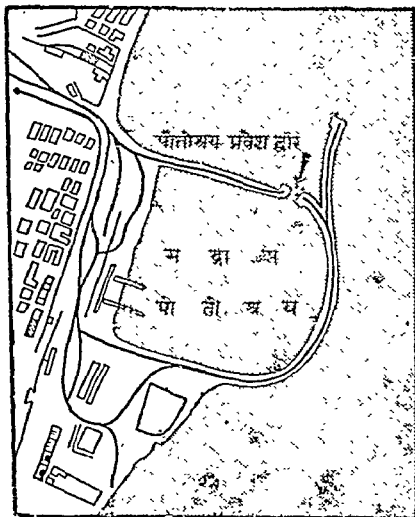 पोताश्रय प्रवेश द्वार
म द्रा स
पो ता श्र य